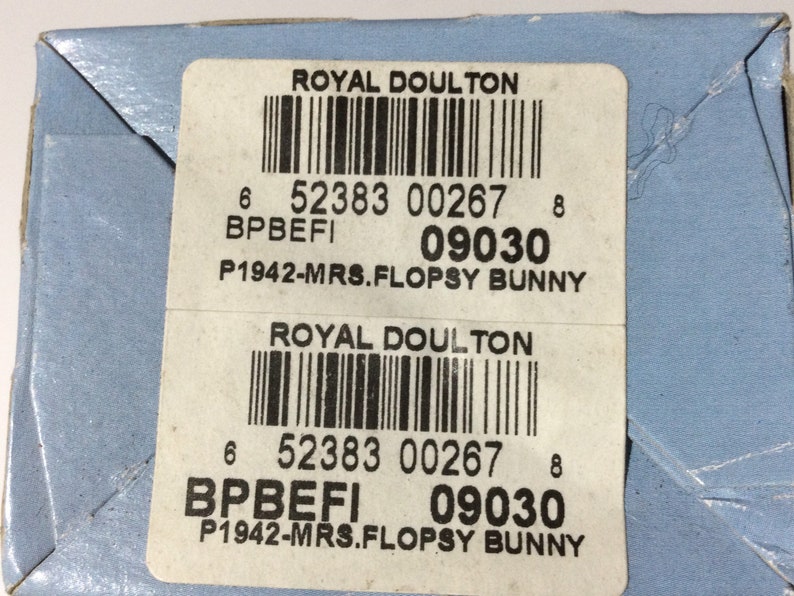 ROYAL DOULTON
6 52383 00267 8
BPBEFI 09030
P1942-MRS.FLOPSY BUNNY
ROYAL DOULTON
6 52383 00267 8
BPBEFI 09030
P1942-MRS.FLOPSY BUNNY